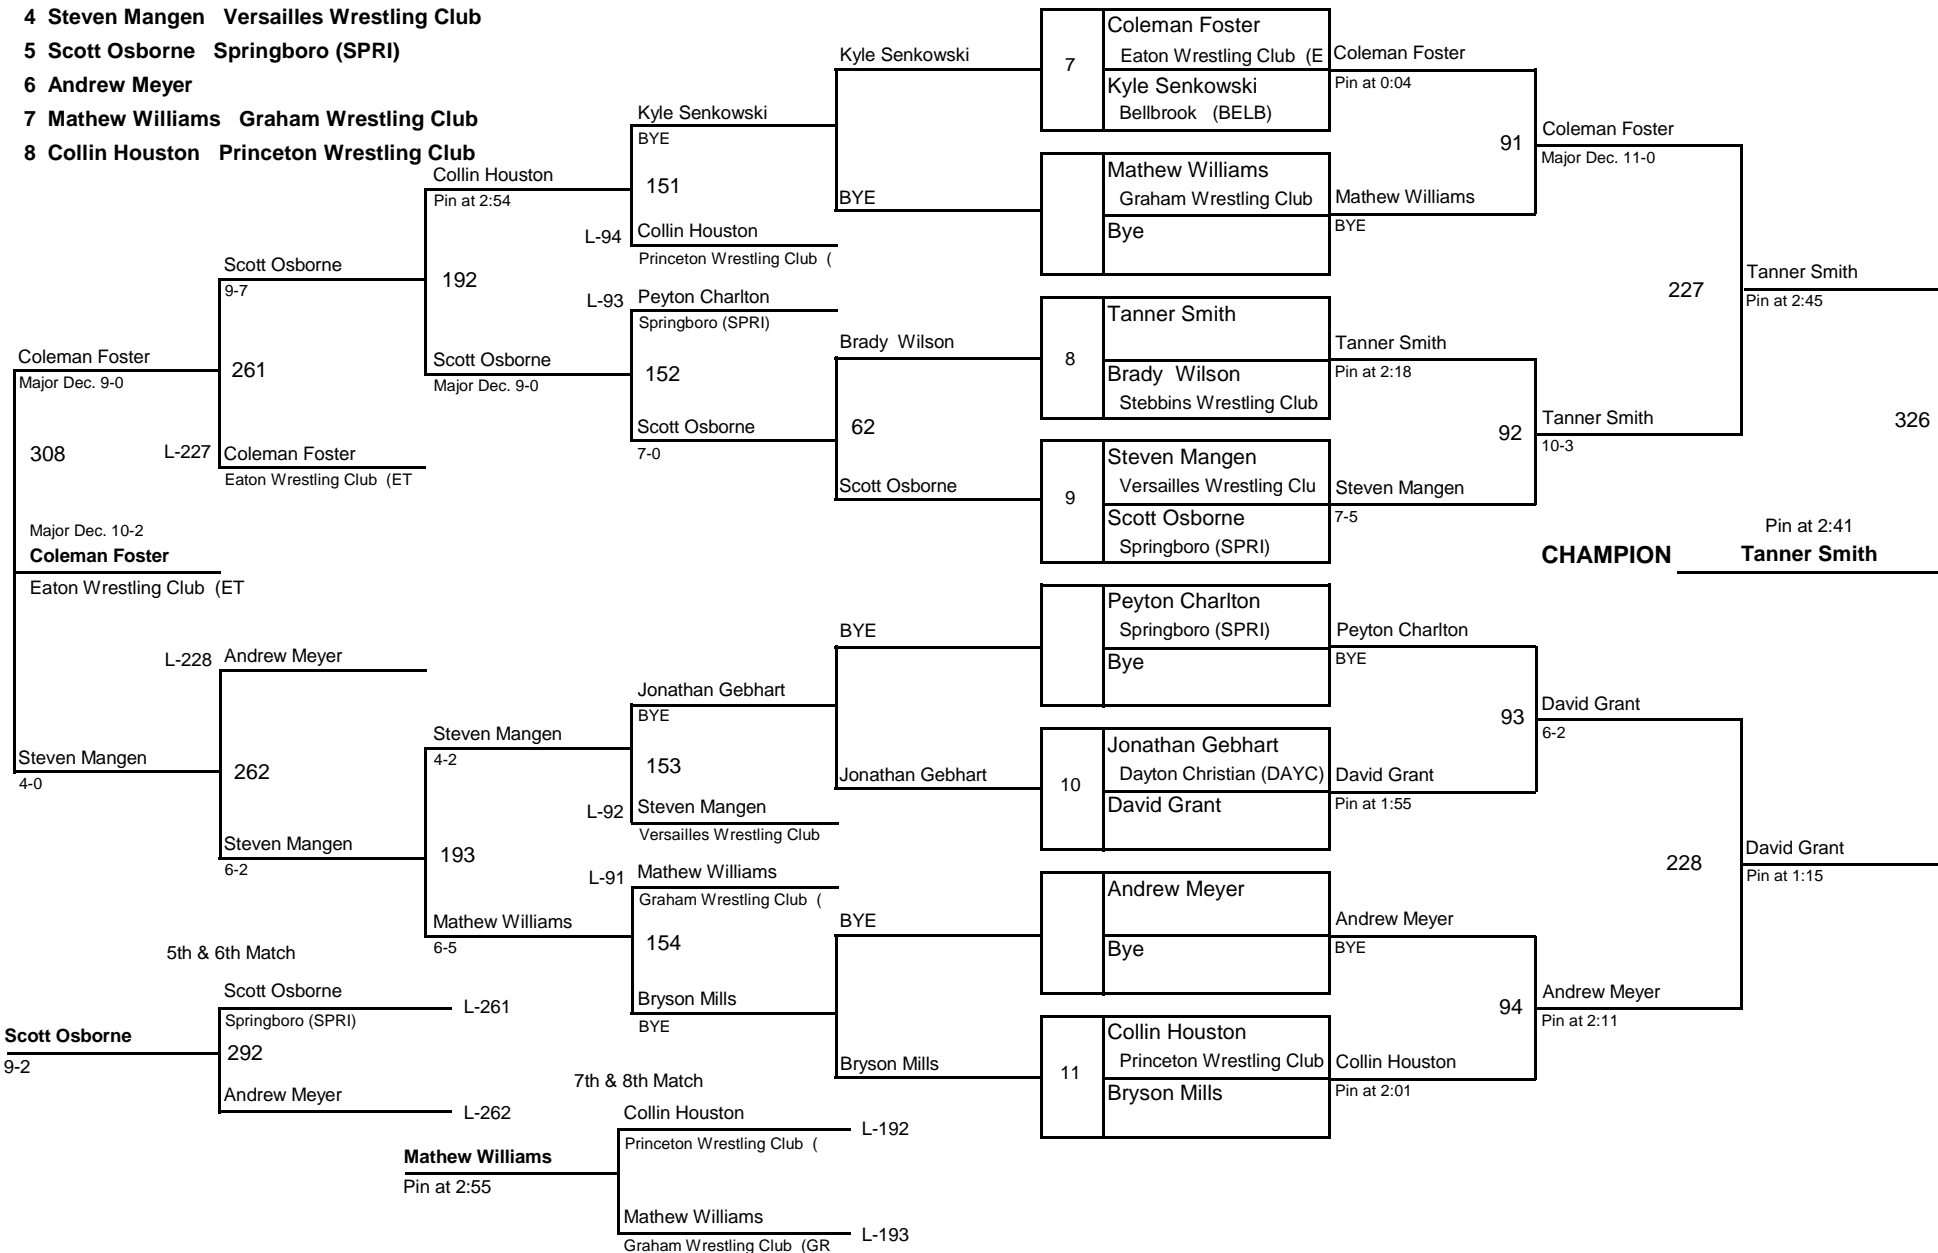 4 Steven Mangen Versailles Wrestling Club
5 Scott Osborne Springboro (SPRI)
6 Andrew Meyer
7 Mathew Williams Graham Wrestling Club
8 Collin Houston Princeton Wrestling Club
Coleman Foster
Major Dec. 9-0
308
Major Dec. 10-2
Coleman Foster
Eaton Wrestling Club (ET
Steven Mangen
4-0
Scott Osborne
9-7
261
L-227
Coleman Foster
Eaton Wrestling Club (ET
L-228
Andrew Meyer
262
Steven Mangen
6-2
Collin Houston
Pin at 2:54
192
Scott Osborne
Major Dec. 9-0
Steven Mangen
4-2
193
Mathew Williams
6-5
Kyle Senkowski
BYE
151
L-94
Collin Houston
Princeton Wrestling Club (
L-93
Peyton Charlton
Springboro (SPRI)
152
Scott Osborne
7-0
Jonathan Gebhart
BYE
153
L-92
Steven Mangen
Versailles Wrestling Club
L-91
Mathew Williams
Graham Wrestling Club (
154
Bryson Mills
BYE
Kyle Senkowski
BYE
Brady Wilson
62
Scott Osborne
BYE
Jonathan Gebhart
BYE
Bryson Mills
7
Coleman Foster
Eaton Wrestling Club (E
Kyle Senkowski
Bellbrook (BELB)
Mathew Williams
Graham Wrestling Club
Bye
8
Tanner Smith
Brady Wilson
Stebbins Wrestling Club
9
Steven Mangen
Versailles Wrestling Clu
Scott Osborne
Springboro (SPRI)
Peyton Charlton
Springboro (SPRI)
Bye
10
Jonathan Gebhart
Dayton Christian (DAYC)
David Grant
Andrew Meyer
Bye
11
Collin Houston
Princeton Wrestling Club
Bryson Mills
Coleman Foster
Pin at 0:04
91
Mathew Williams
BYE
Tanner Smith
Pin at 2:18
92
Steven Mangen
7-5
Peyton Charlton
BYE
93
David Grant
Pin at 1:55
Andrew Meyer
BYE
94
Collin Houston
Pin at 2:01
Coleman Foster
Major Dec. 11-0
227
Tanner Smith
10-3
David Grant
6-2
228
Andrew Meyer
Pin at 2:11
Tanner Smith
Pin at 2:45
326
Pin at 2:41
CHAMPION Tanner Smith
David Grant
Pin at 1:15
5th & 6th Match
Scott Osborne
Springboro (SPRI)
L-261
Scott Osborne
9-2
292
Andrew Meyer
L-262
7th & 8th Match
Collin Houston
Princeton Wrestling Club (
L-192
Mathew Williams
Pin at 2:55
Mathew Williams
Graham Wrestling Club (GR
L-193